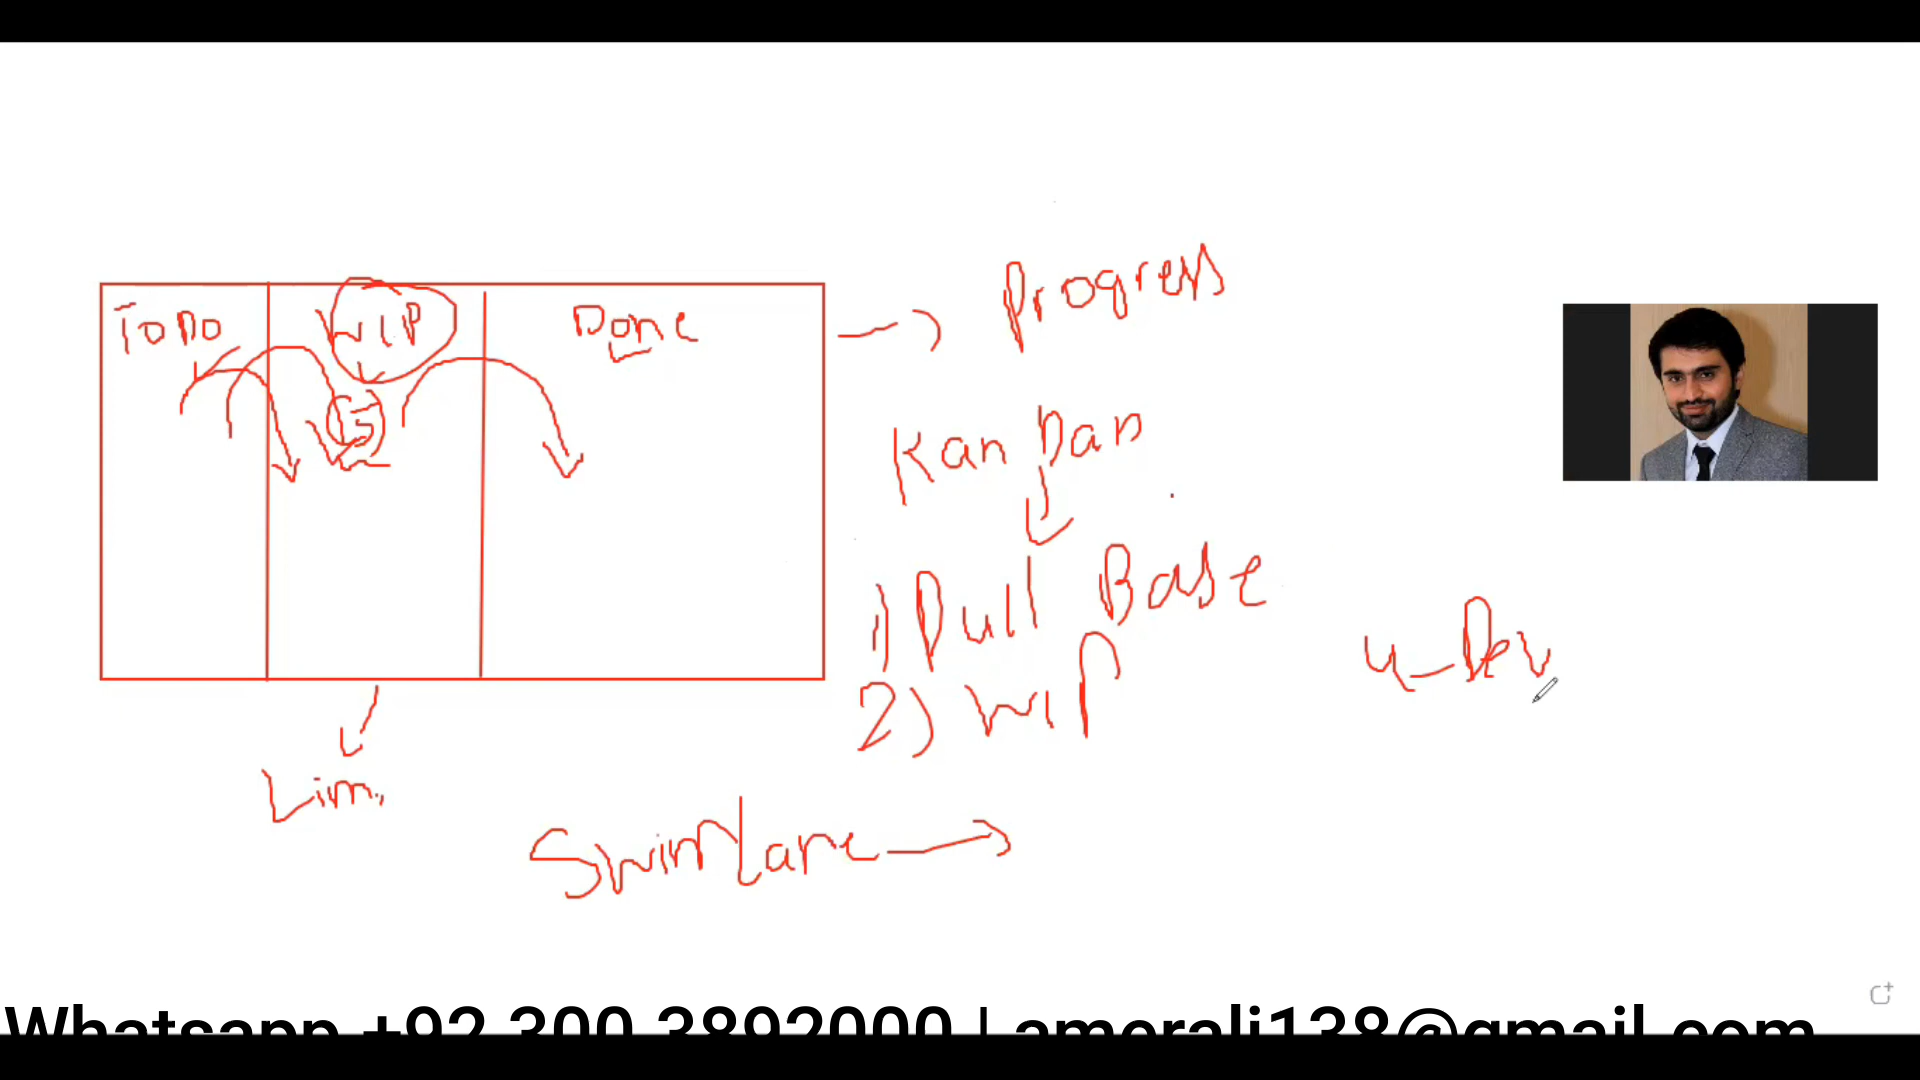 ToDo WIP Done
5
Progress
Kanban
1) Pull Base
2) WIP
4 Dev
Lim.
Swimlane
Whatsapp +92 300 3892000 | amerali138@gmail.com